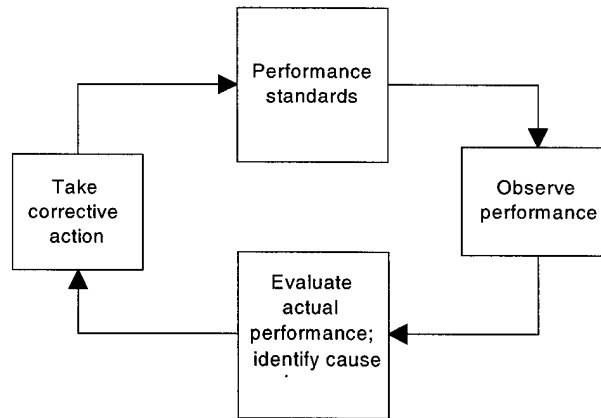 Performance
standards
Observe
performance
Take
corrective
action
Evaluate
actual
performance;
identify cause